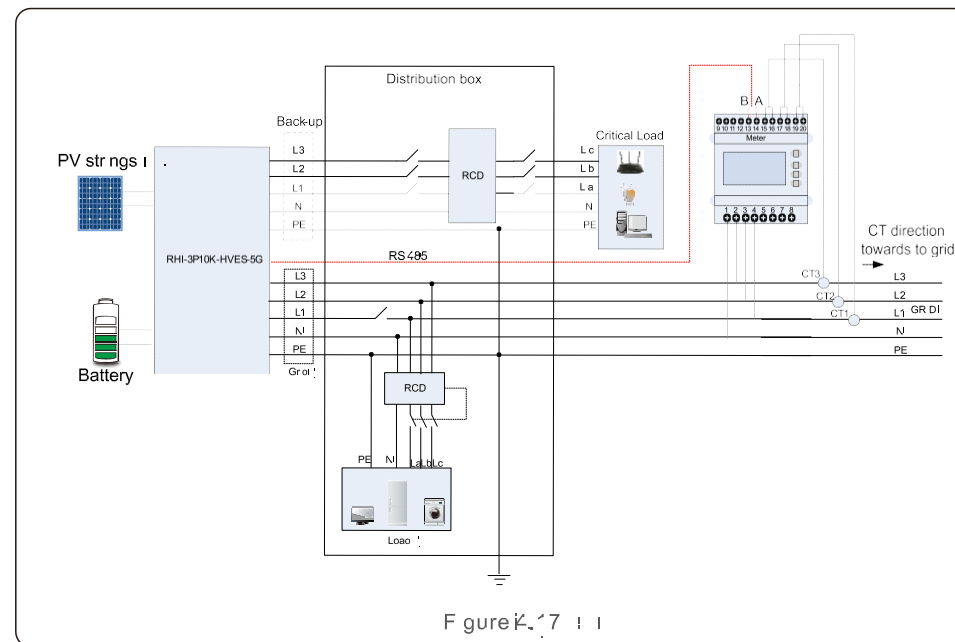 Distribution box
Back-up
L3
L2
L1
N
PE
PV
RHI-3P10K-HVES-5G
Battery
RCD
Lc
Lb
La
N
PE
Critical Load
RS 485
B A
9 10 11 12 13 14 15 16 17 18 19 20
Meter
1 2 3 4 5 6 7 8
CT direction
towards to grid
CT3
CT2
CT1
L3
L2
L1
N
PE
L3
L2
L1
N
PE
RCD
PE N La Lb Lc